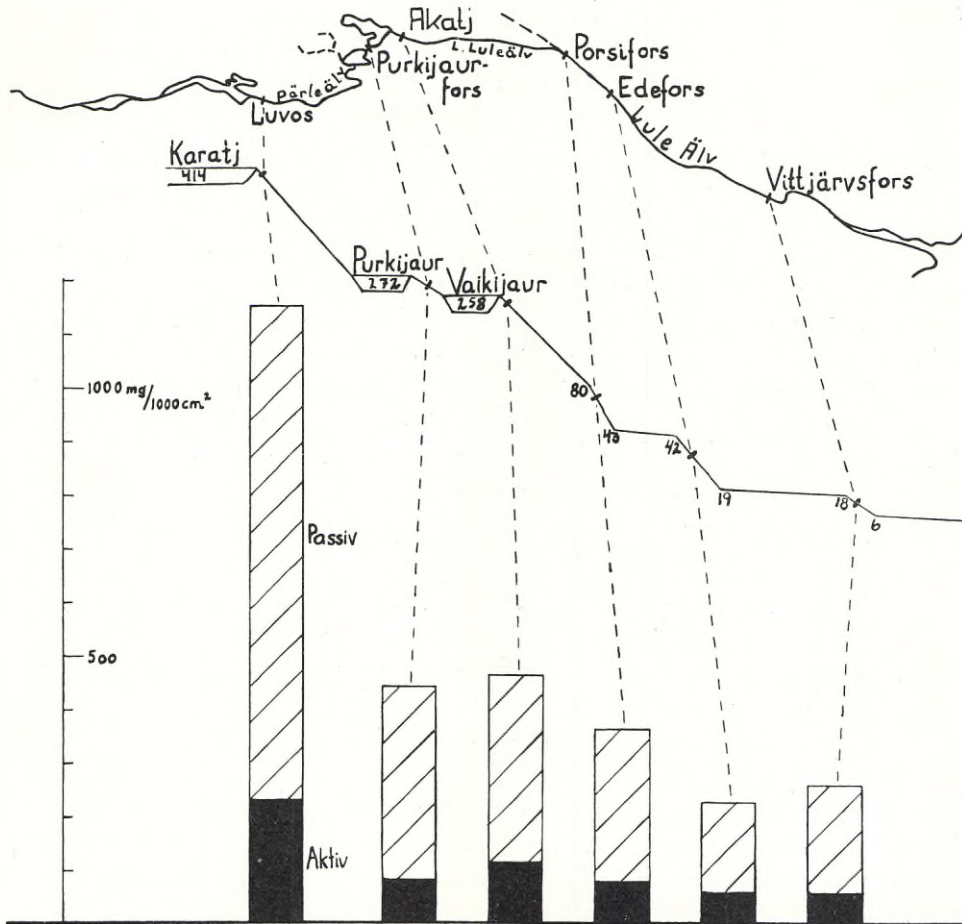 Akatj
L. Luleälv
Porsifors
Purkijaur-
fors
Edefors
Pärleälv
Luvos
Lule Älv
Karatj
414
Vittjärvsfors
Purkijaur
272
Vaikijaur
258
1000 mg/1000 cm²
80
43
42
19
18
6
Passiv
500
Aktiv